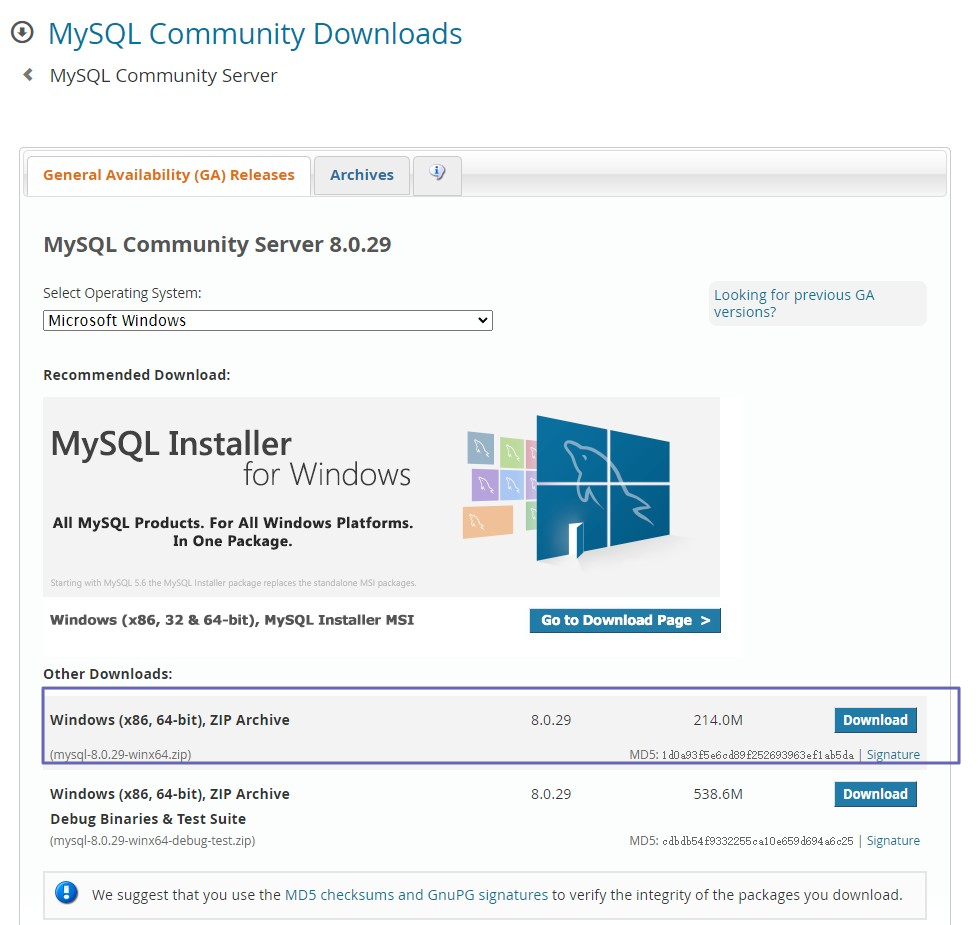 MySQL Community Downloads
MySQL Community Server
General Availability (GA) Releases
Archives
MySQL Community Server 8.0.29
Select Operating System:
Microsoft Windows
Looking for previous GA
versions?
Recommended Download:
MySQL Installer
for Windows
All MySQL Products. For All Windows Platforms.
In One Package.
Starting with MySQL 5.6 the MySQL Installer package replaces the standalone MSI packages.
Windows (x86, 32 & 64-bit), MySQL Installer MSI
Go to Download Page >
Other Downloads:
Windows (x86, 64-bit), ZIP Archive 8.0.29 214.0M Download
(mysql-8.0.29-winx64.zip) MD5: 1d0a93f5e6cd89f252693963ef1ab5da | Signature
Windows (x86, 64-bit), ZIP Archive 8.0.29 538.6M Download
Debug Binaries & Test Suite
(mysql-8.0.29-winx64-debug-test.zip) MD5: cdbdb54f9332255ca10e659d694a6c25 | Signature
We suggest that you use the MD5 checksums and GnuPG signatures to verify the integrity of the packages you download.